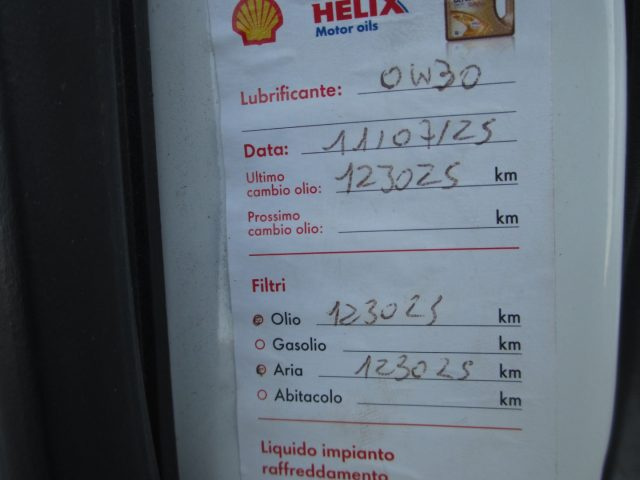 HELIX
Motor oils
Lubrificante: 0W30
Data: 11/07/25
Ultimo
cambio olio: 123025 km
Prossimo
cambio olio: km
Filtri
Olio 123025 km
Gasolio km
Aria 123025 km
Abitacolo km
Liquido impianto
raffreddamento